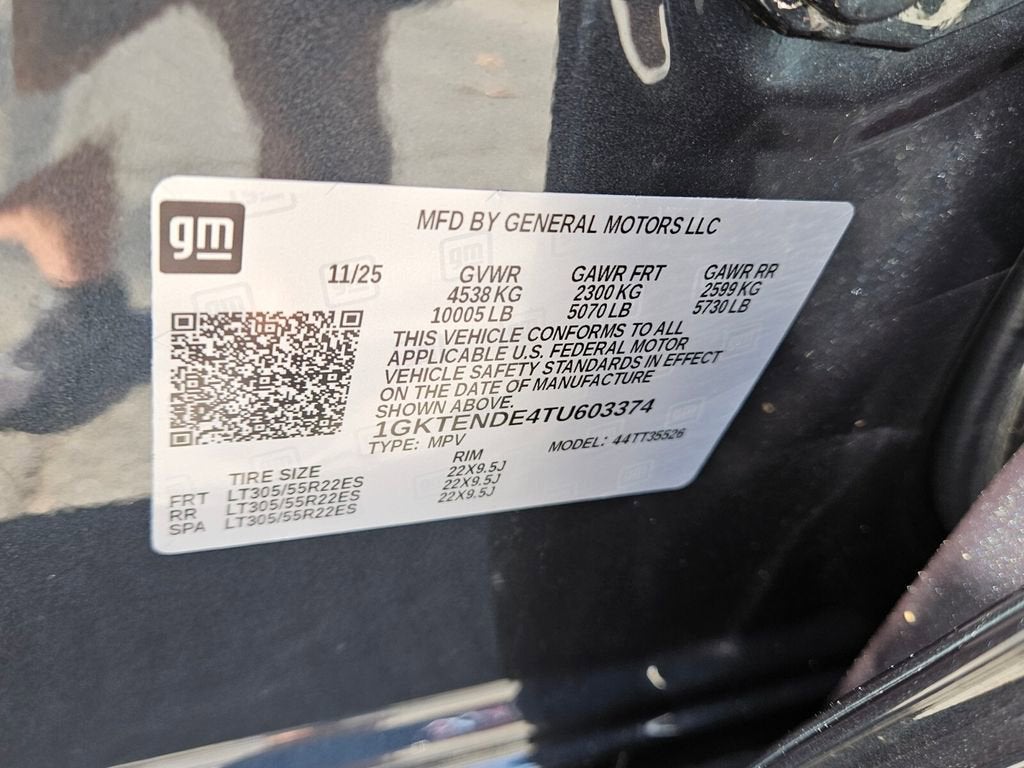 gm
MFD BY GENERAL MOTORS LLC
11/25 GVWR GAWR FRT GAWR RR
4538 KG 2300 KG 2599 KG
10005 LB 5070 LB 5730 LB
THIS VEHICLE CONFORMS TO ALL
APPLICABLE U.S. FEDERAL MOTOR
VEHICLE SAFETY STANDARDS IN EFFECT
ON THE DATE OF MANUFACTURE
SHOWN ABOVE.
1GKTENDE4TU603374
TYPE: MPV MODEL: 44TT35526
TIRE SIZE RIM
FRT LT305/55R22ES 22X9.5J
RR LT305/55R22ES 22X9.5J
SPA LT305/55R22ES 22X9.5J